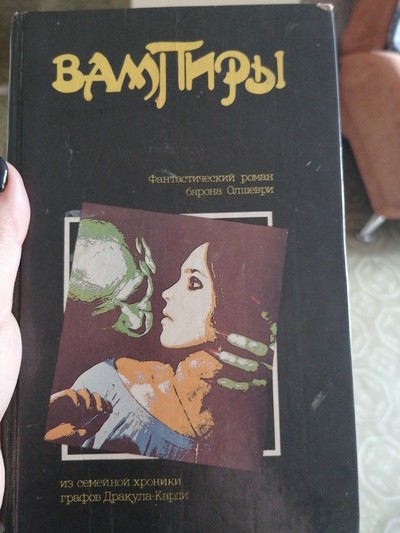 ВАМПИРЫ
Фантастический роман
барона Олшеври
из семейной хроники
графов Дракула-Карди